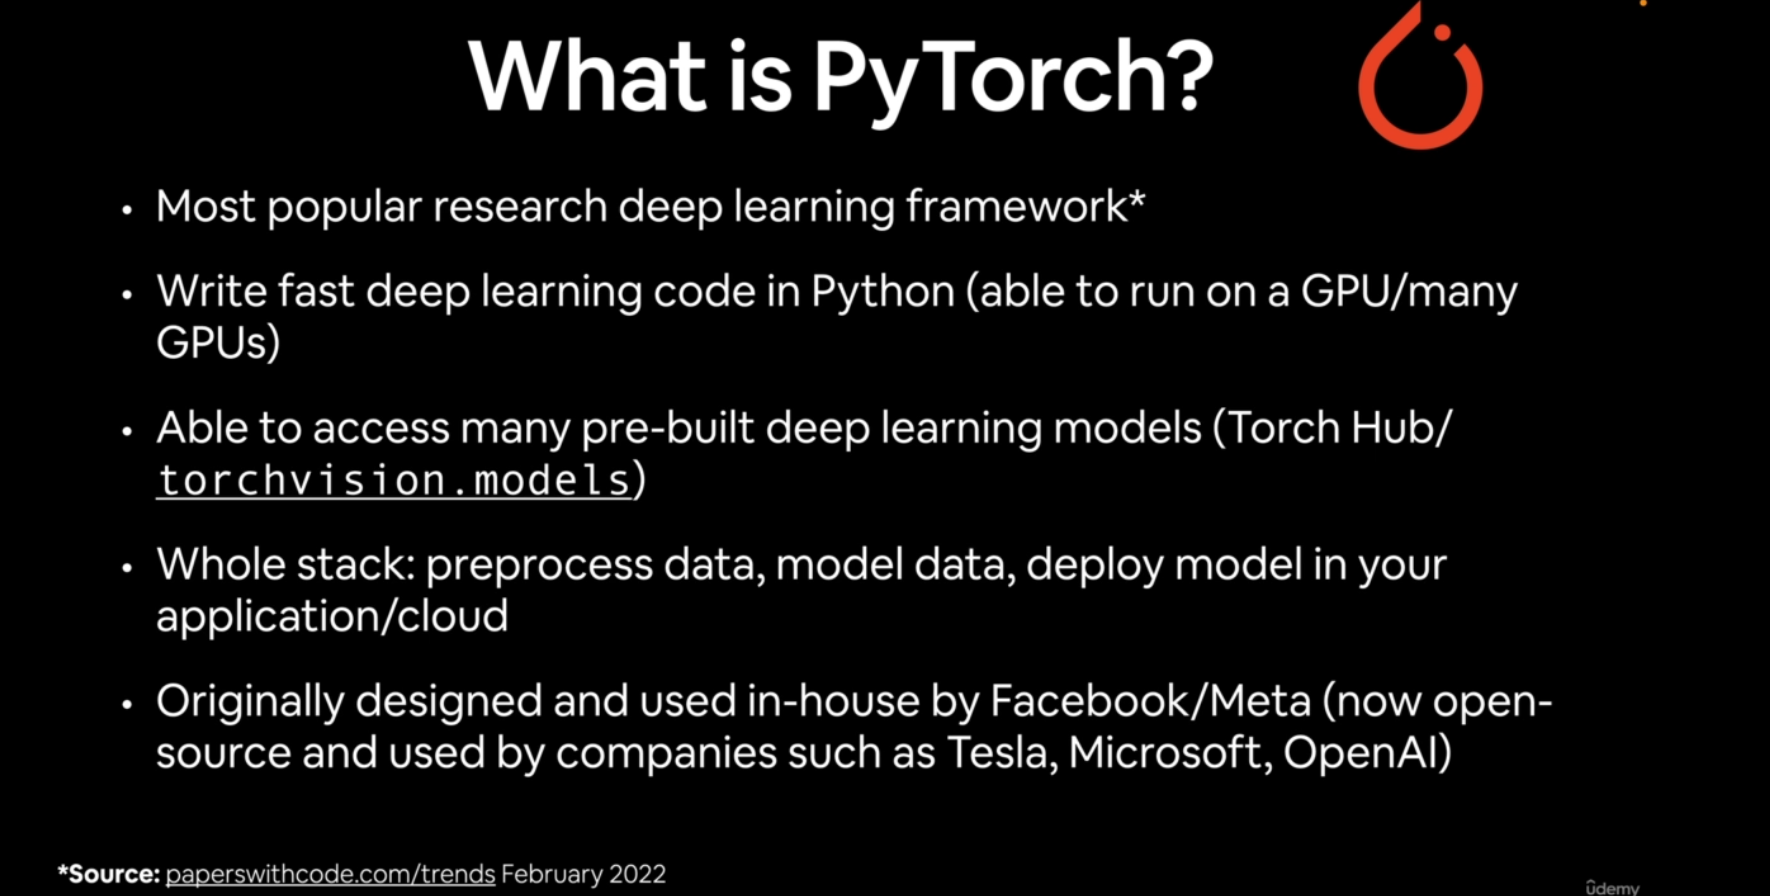 What is PyTorch?
• Most popular research deep learning framework*
• Write fast deep learning code in Python (able to run on a GPU/many
GPUs)
• Able to access many pre-built deep learning models (Torch Hub/
torchvision.models)
• Whole stack: preprocess data, model data, deploy model in your
application/cloud
• Originally designed and used in-house by Facebook/Meta (now open-
source and used by companies such as Tesla, Microsoft, OpenAI)
*Source: paperswithcode.com/trends February 2022
ûdemy